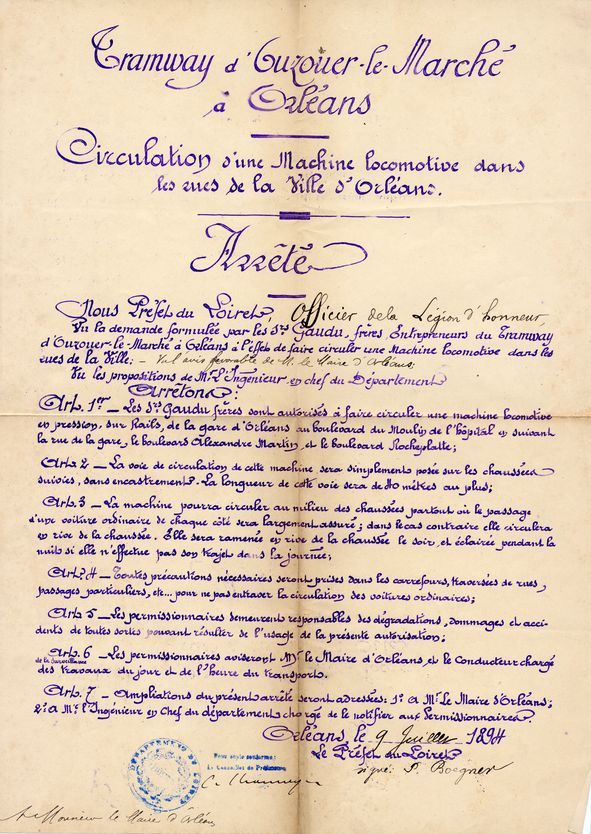 Tramway d'Ouzouer-le-Marché
à Orléans
Circulation d'une Machine locomotive dans
les rues de la Ville d'Orléans.
Arrêté
Nous Préfet du Loiret, Officier de la Légion d'honneur,
Vu la demande formulée par les Srs Gaudu, frères, Entrepreneurs du Tramway
d'Ouzouer-le-Marché à Orléans à l'effet de faire circuler une Machine locomotive dans les
rues de la Ville; - Vu l'avis favorable de M. le Maire d'Orléans;
Vu les propositions de Mr L'Ingénieur en chef du Département
Arrêtons:
Art. 1er - Les Srs Gaudu frères sont autorisés à faire circuler une machine locomotive
en pression, sur Rails, de la gare d'Orléans au boulevard du Moulin de l'hôpital en suivant
la rue de la gare, le boulevard Alexandre Martin, et le boulevard Rocheplatte;
Art. 2 - La voie de circulation de cette machine sera simplement posée sur les chaussées
suivies, sans encastrement. La longueur de cette voie sera de mètres au plus;
Art. 3 - La machine pourra circuler au milieu des chaussées partout où le passage
d'une voiture ordinaire de chaque côté sera largement assuré; dans le cas contraire elle circulera
en rive de la chaussée. Elle sera ramenée en rive de la chaussée le soir, et éclairée pendant la
nuit si elle n'effectue pas son trajet dans la journée;
Art. 4 - Toutes précautions nécessaires seront prises dans les carrefours, traversées de rues,
passages particuliers, etc... pour ne pas entraver la circulation des voitures ordinaires;
Art. 5 - Les permissionnaires demeurent responsables des dégradations, dommages et acci-
dents de toutes sortes pouvant résulter de l'usage de la présente autorisation;
Art. 6 - Les permissionnaires aviseront Mr le Maire d'Orléans et le Conducteur chargé
de la surveillance
des travaux du jour et de l'heure du transport.
Art. 7 - Ampliations du présent arrêté seront adressées: 1° à Mr Le Maire d'Orléans;
2° à Mr l'Ingénieur en Chef du département chargé de le notifier aux Permissionnaires
Orléans, le 9 Juillet 1894
Le Préfet du Loiret
signé: Boegner
Pour copie conforme:
Le Conseiller de Préfecture
DÉPARTEMENT DU LOIRET
A Monsieur le Maire d'Orléans